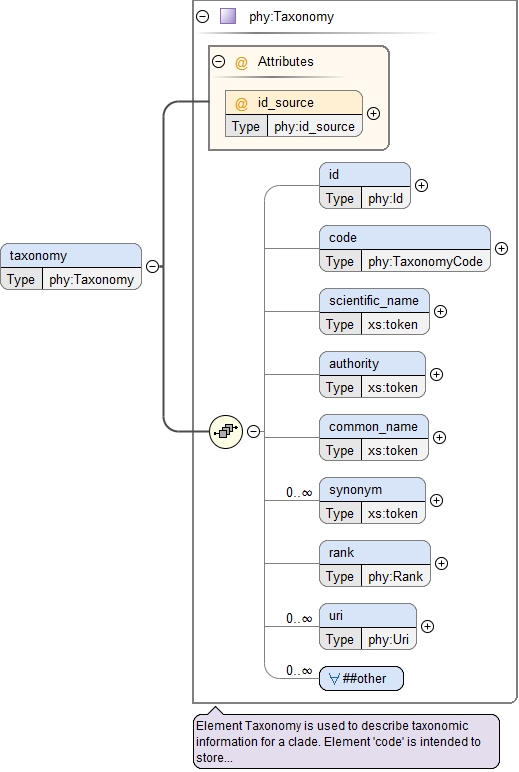 phy:Taxonomy
@ Attributes
@ id_source
Type phy:id_source
id
Type phy:Id
code
Type phy:TaxonomyCode
taxonomy
Type phy:Taxonomy
scientific_name
Type xs:token
authority
Type xs:token
common_name
Type xs:token
0..∞ synonym
Type xs:token
rank
Type phy:Rank
0..∞ uri
Type phy:Uri
0..∞ ∀ ##other
Element Taxonomy is used to describe taxonomic
information for a clade. Element 'code' is intended to
store...